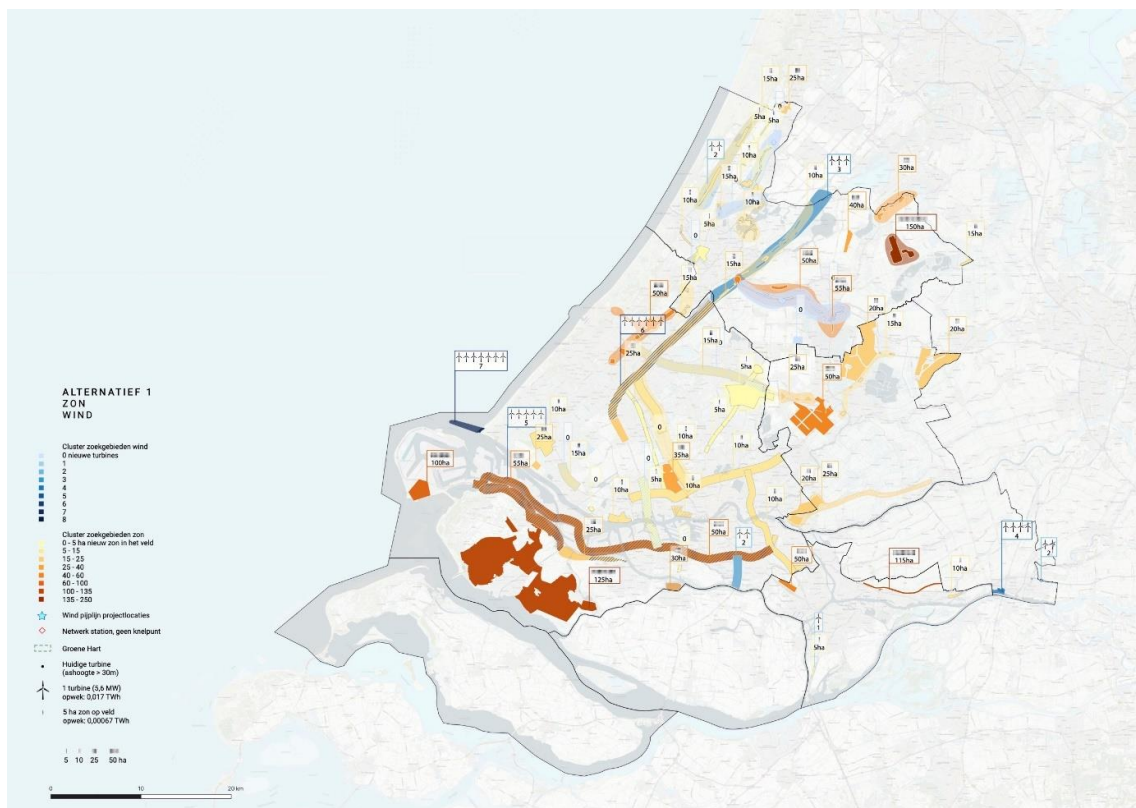 ALTERNATIEF 1
ZON
WIND
Cluster zoekgebieden wind
0 nieuwe turbines
1
2
3
4
5
6
7
8
Cluster zoekgebieden zon
0 - 5 ha nieuw zon in het veld
5 - 15
15 - 25
25 - 40
40 - 60
60 - 100
100 - 135
135 - 250
Wind pijplijn projectlocaties
Netwerk station, geen knelpunt
Groene Hart
Huidige turbine
(ashoogte > 30m)
1 turbine (5,6 MW)
opwek: 0,017 TWh
5 ha zon op veld
opwek: 0,00067 TWh
5 10 25 50 ha
0 10 20 km
15ha
25ha
5ha
5ha
2
10ha
3
15ha
10ha
30ha
10ha
10ha
40ha
150ha
5ha
0
15ha
15ha
50ha
15ha
50ha
55ha
20ha
0
15ha
20ha
6
15ha
25ha
7
5ha
25ha
50ha
5
10ha
5ha
25ha
0
0
10ha
10ha
100ha
55ha
15ha
35ha
0
5ha
10ha
20ha
25ha
10ha
10ha
25ha
0
50ha
2
30ha
50ha
4
2
125ha
115ha
10ha
1
5ha